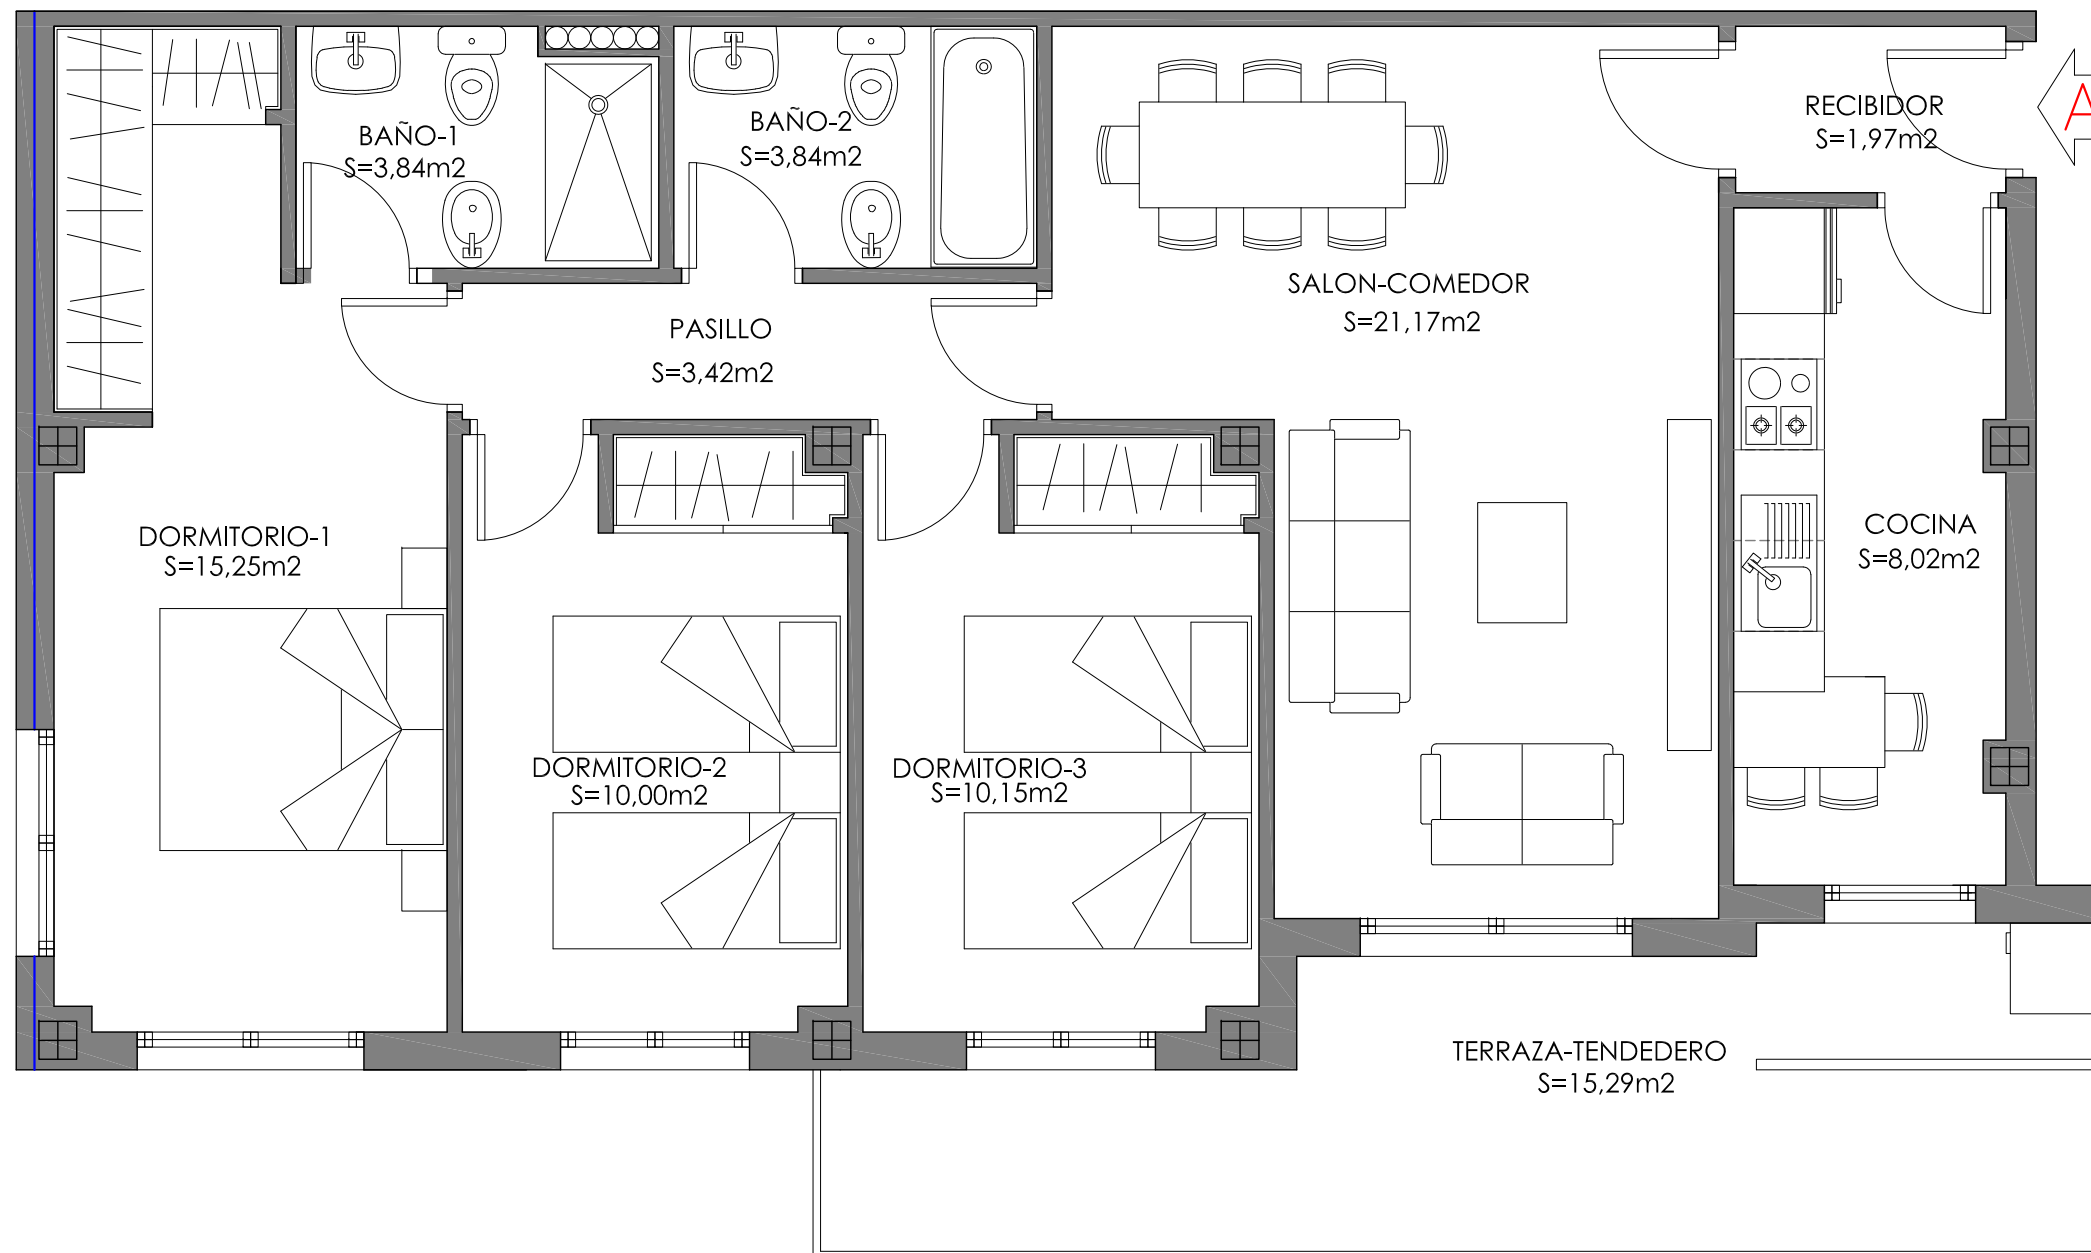 BAÑO-1
S=3,84m2
BAÑO-2
S=3,84m2
RECIBIDOR
S=1,97m2
A
SALON-COMEDOR
S=21,17m2
PASILLO
S=3,42m2
DORMITORIO-1
S=15,25m2
COCINA
S=8,02m2
DORMITORIO-2
S=10,00m2
DORMITORIO-3
S=10,15m2
TERRAZA-TENDEDERO
S=15,29m2